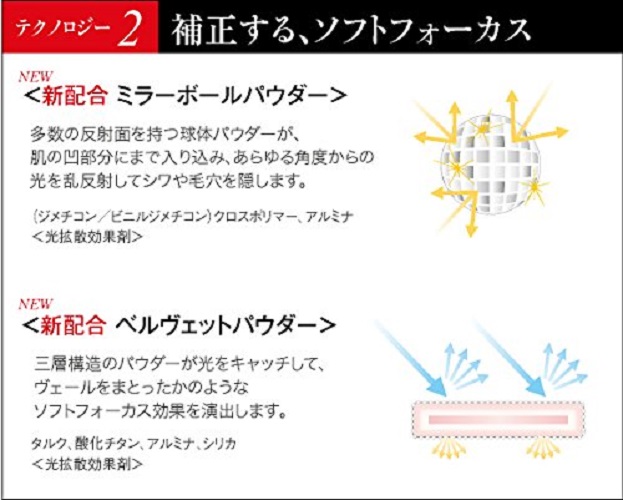 テクノロジー 2 補正する、ソフトフォーカス
NEW
＜新配合 ミラーボールパウダー＞
多数の反射面を持つ球体パウダーが、
肌の凹部分にまで入り込み、あらゆる角度からの
光を乱反射してシワや毛穴を隠します。
(ジメチコン／ビニルジメチコン)クロスポリマー、アルミナ
＜光拡散効果剤＞
NEW
＜新配合 ベルヴェットパウダー＞
三層構造のパウダーが光をキャッチして、
ヴェールをまとったかのような
ソフトフォーカス効果を演出します。
タルク、酸化チタン、アルミナ、シリカ
＜光拡散効果剤＞